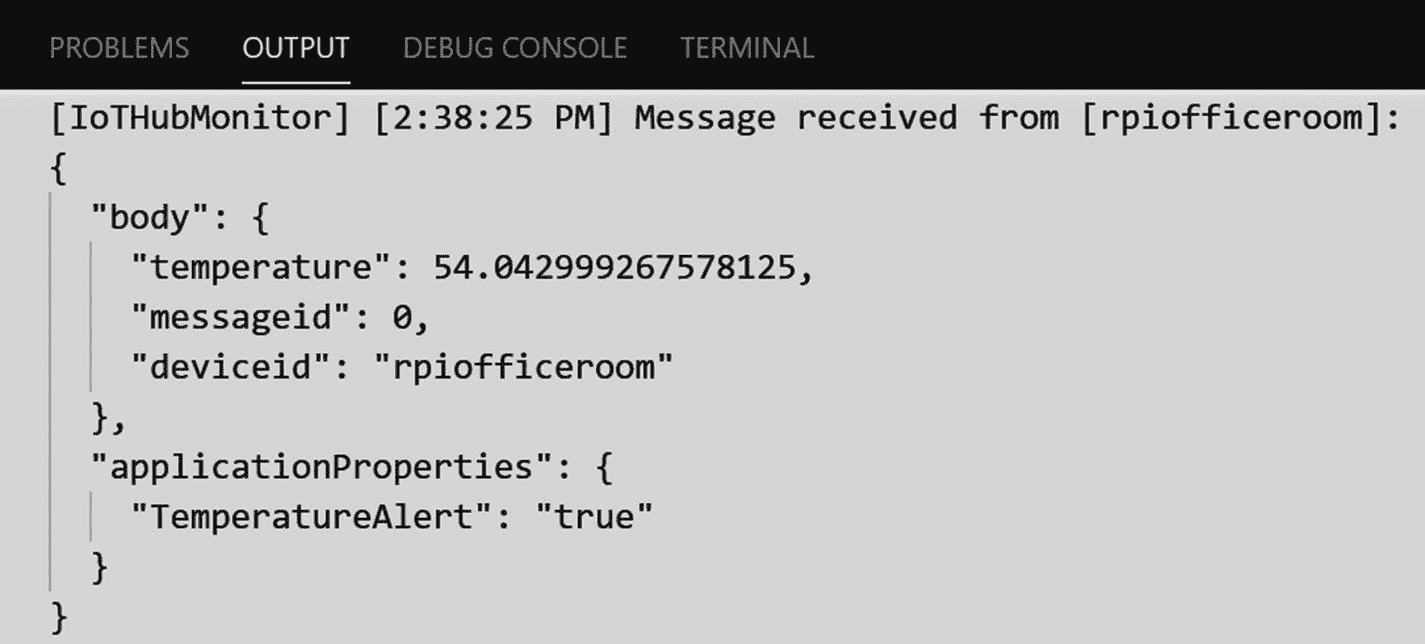 PROBLEMS OUTPUT DEBUG CONSOLE TERMINAL
[IoTHubMonitor] [2:38:25 PM] Message received from [rpiofficeroom]:
{
  "body": {
    "temperature": 54.042999267578125,
    "messageid": 0,
    "deviceid": "rpiofficeroom"
  },
  "applicationProperties": {
    "TemperatureAlert": "true"
  }
}